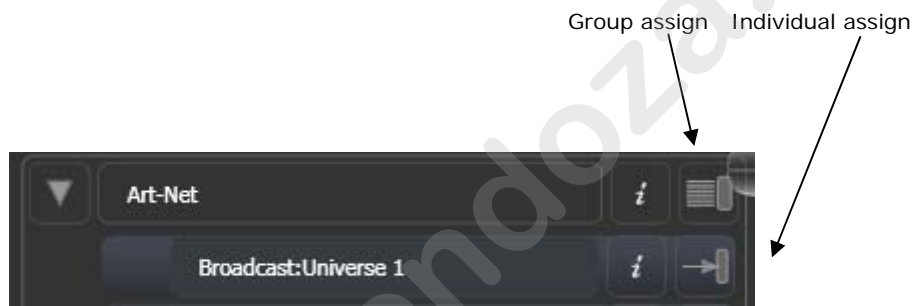 Group assign Individual assign
Art-Net i
Broadcast:Universe 1 i